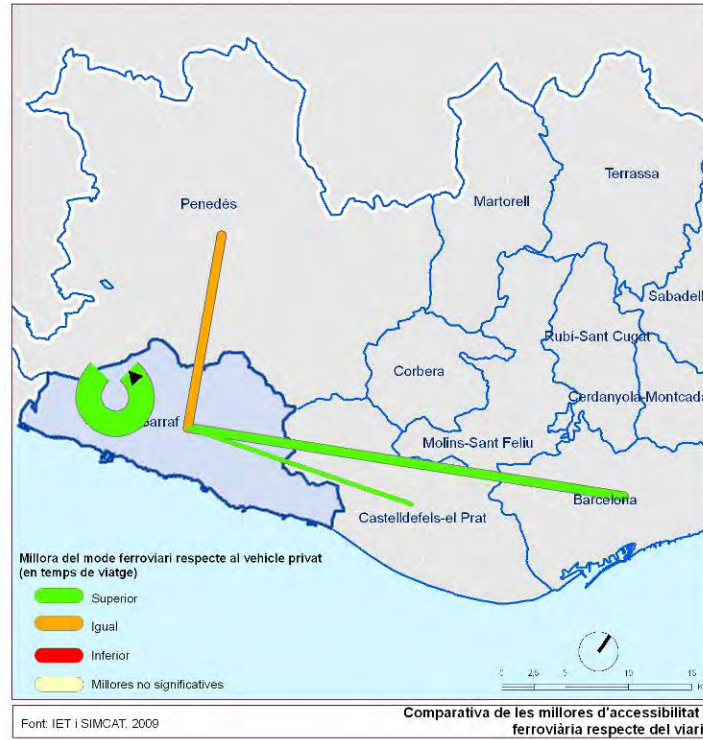 Terrassa
Penedès
Martorell
Sabadell
Rubí-Sant Cugat
Corbera
Cerdanyola-Montcada
Garraf
Molins-Sant Feliu
Barcelona
Castelldefels-el Prat
Millora del mode ferroviari respecte al vehicle privat
(en temps de viatge)
Superior
Igual
Inferior
Millores no significatives
0 2,5 5 10 15
K
Font: IET i SIMCAT, 2009
Comparativa de les millores d'accessibilitat
ferroviària respecte del viari